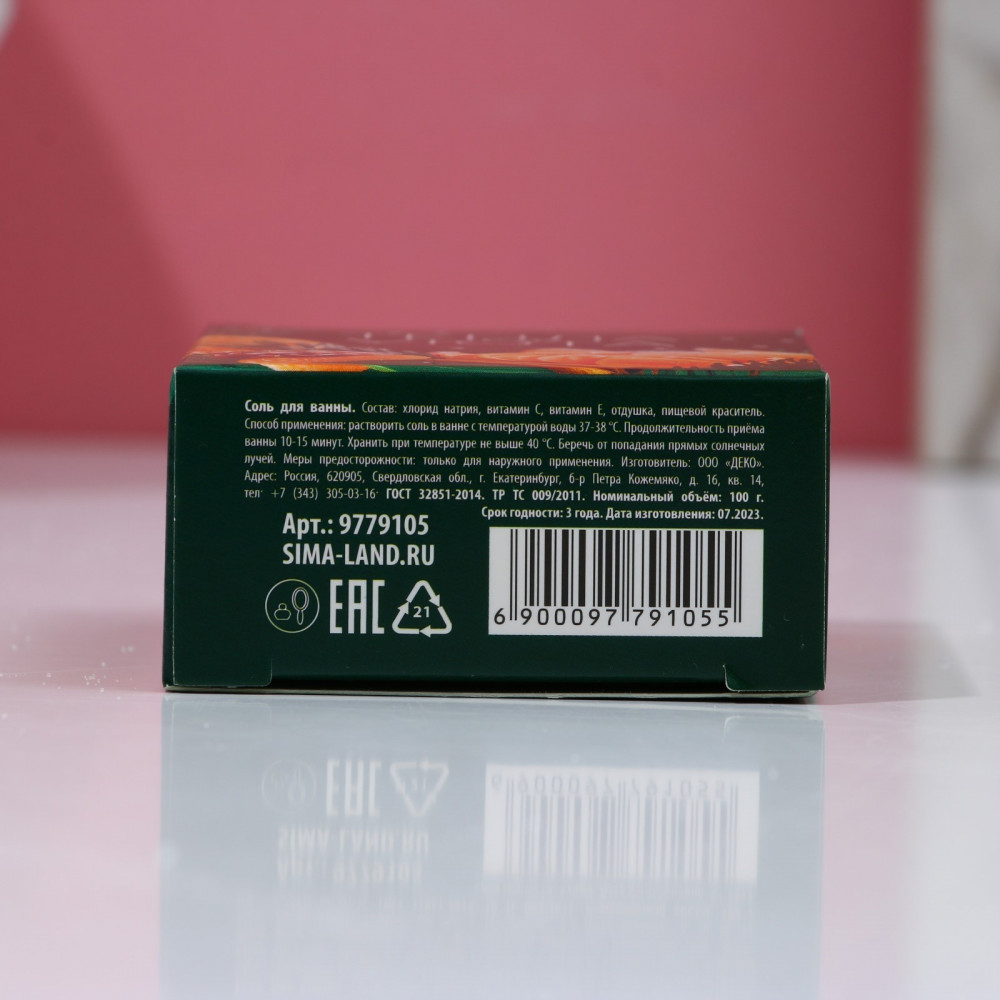 Соль для ванны. Состав: хлорид натрия, витамин С, витамин Е, отдушка, пищевой краситель.
Способ применения: растворить соль в ванне с температурой воды 37-38 °С. Продолжительность приёма
ванны 10-15 минут. Хранить при температуре не выше 40 °С. Беречь от попадания прямых солнечных
лучей. Меры предосторожности: только для наружного применения. Изготовитель: ООО «ДЕКО».
Адрес: Россия, 620905, Свердловская обл., г. Екатеринбург, б-р Петра Кожемяко, д. 16, кв. 14,
тел· +7 (343) 305-03-16· ГОСТ 32851-2014. ТР ТС 009/2011. Номинальный объём: 100 г.
Срок годности: 3 года. Дата изготовления: 07.2023.
Арт.: 9779105
SIMA-LAND.RU
EAC
21
6 900097 791055